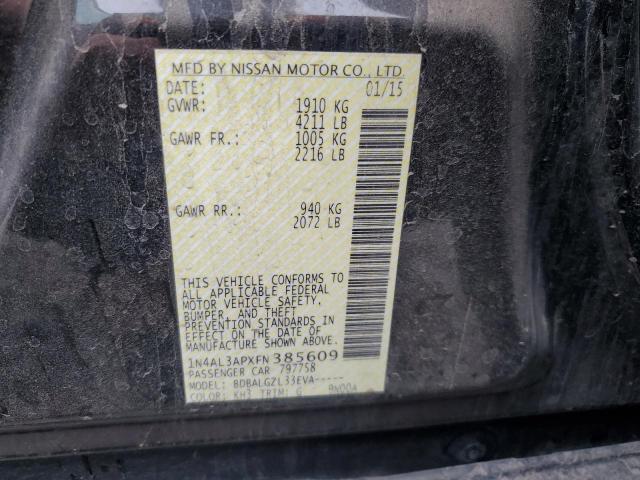 MFD BY NISSAN MOTOR CO., LTD.
DATE: 01/15
GVWR: 1910 KG
4211 LB
GAWR FR.: 1005 KG
2216 LB
GAWR RR.: 940 KG
2072 LB
THIS VEHICLE CONFORMS TO
ALL APPLICABLE FEDERAL
MOTOR VEHICLE SAFETY,
BUMPER, AND THEFT
PREVENTION STANDARDS IN
EFFECT ON THE DATE OF
MANUFACTURE SHOWN ABOVE.
1N4AL3APXFN385609
PASSENGER CAR 797758
MODEL: BDBALGZL33EVA-----
COLOR: KH3 TRIM: G 9N00A